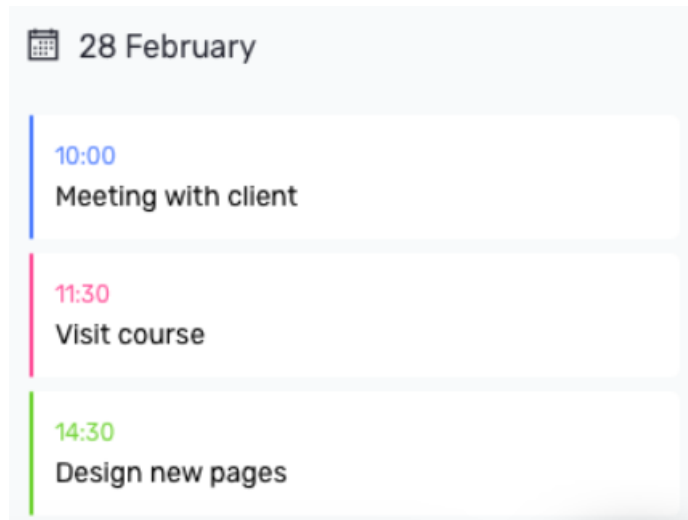 28 February
10:00
Meeting with client
11:30
Visit course
14:30
Design new pages